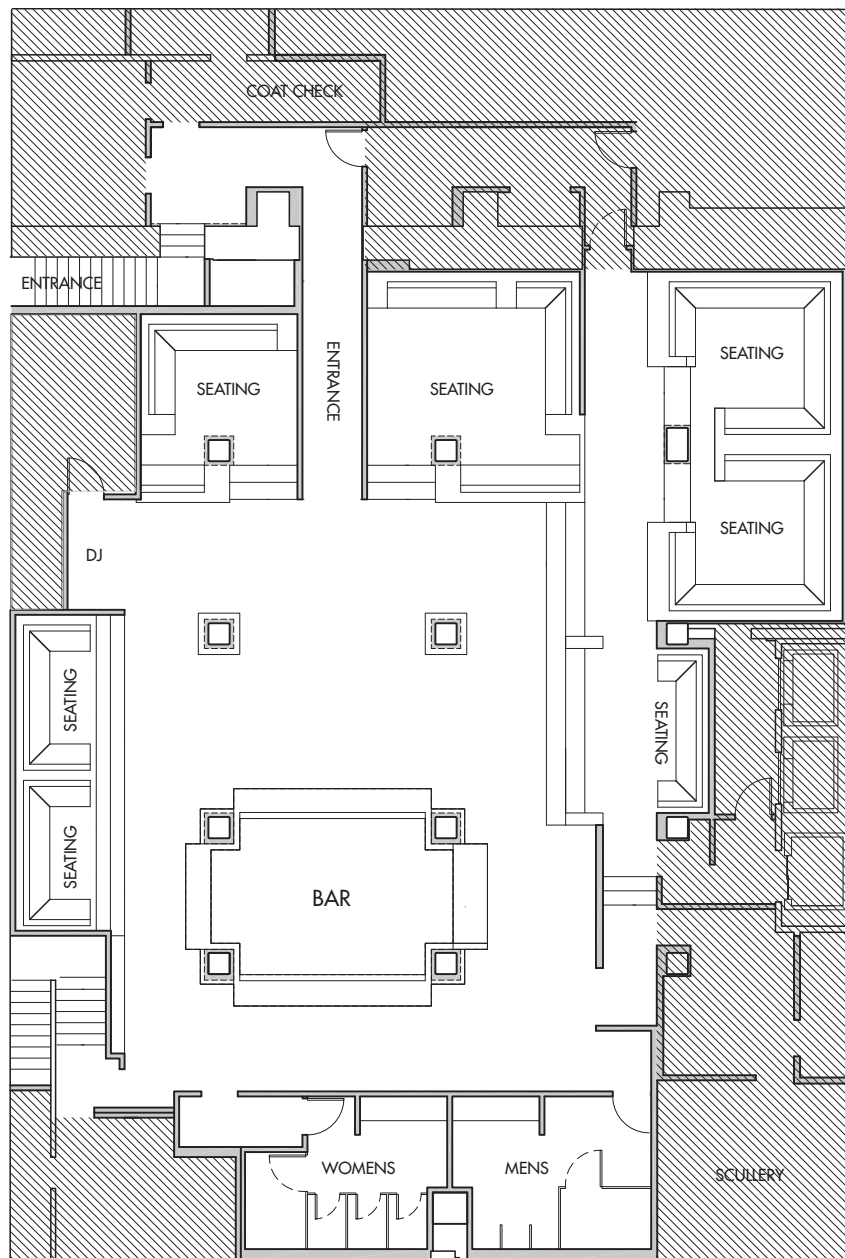 COAT CHECK
ENTRANCE
ENTRANCE
SEATING
SEATING
SEATING
SEATING
DJ
SEATING
SEATING
SEATING
BAR
WOMENS
MENS
SCULLERY